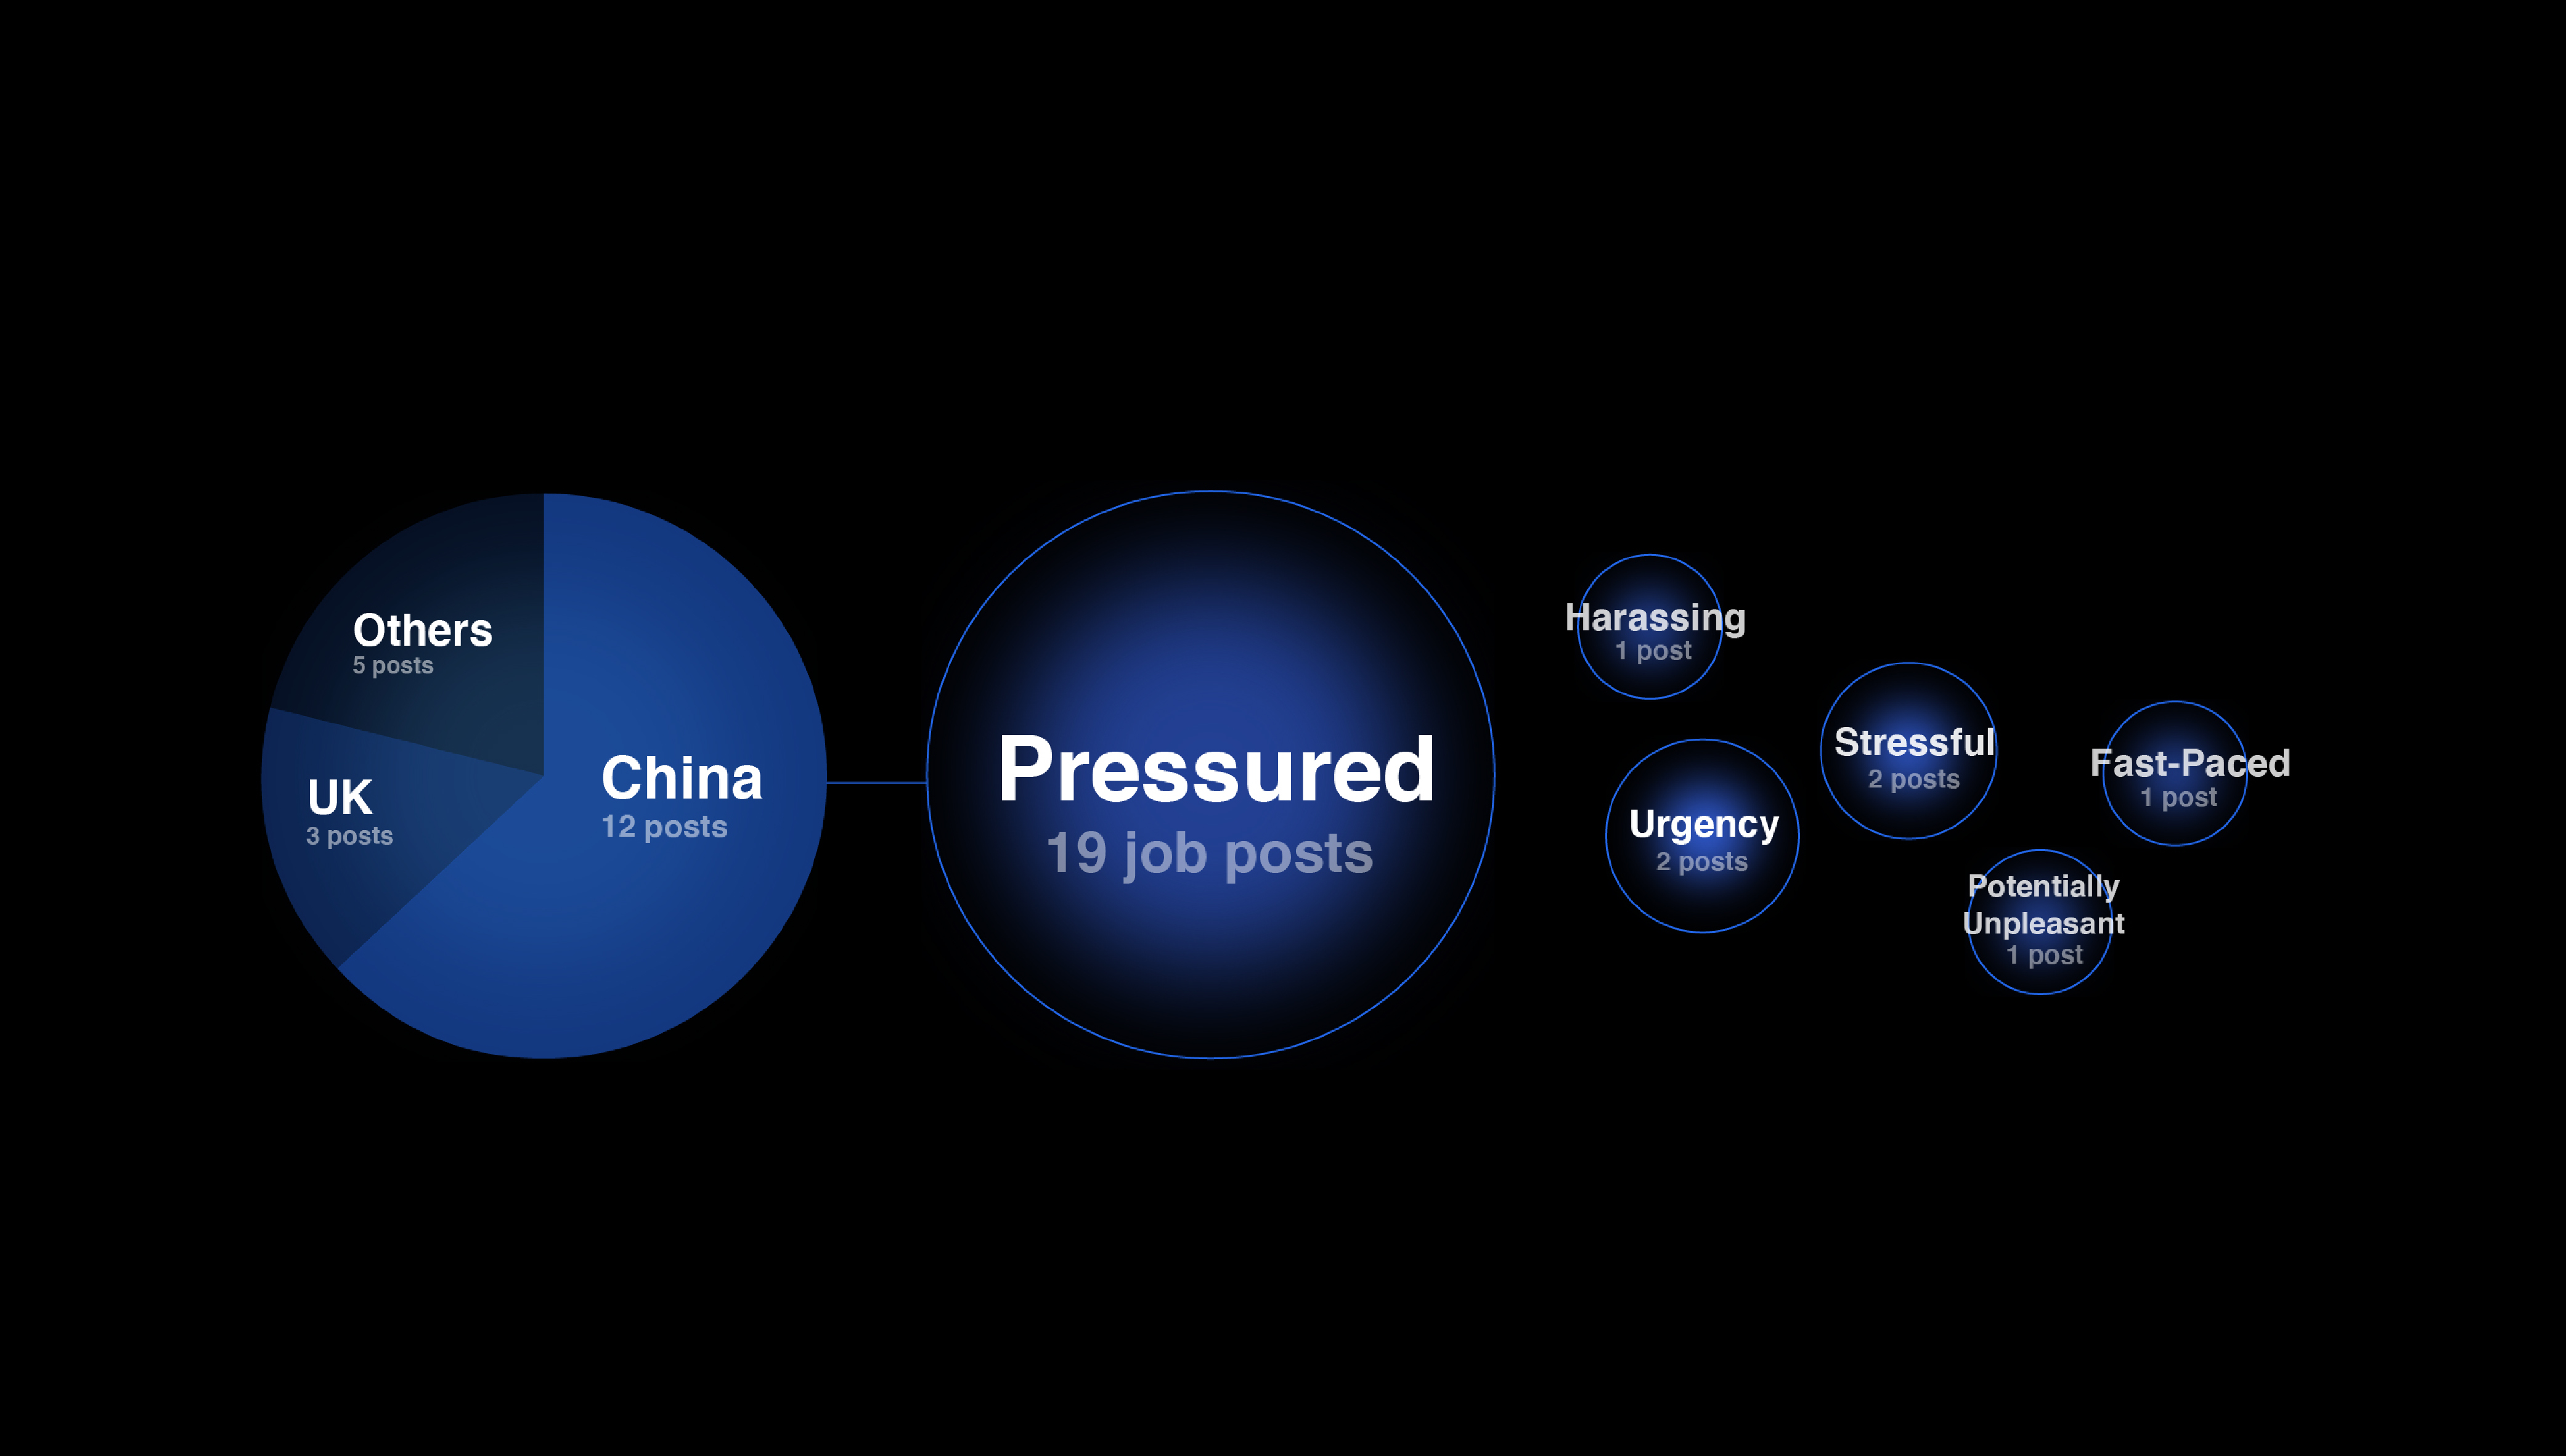 Others
5 posts
UK
3 posts
China
12 posts
Pressured
19 job posts
Harassing
1 post
Urgency
2 posts
Stressful
2 posts
Fast-Paced
1 post
Potentially
Unpleasant
1 post